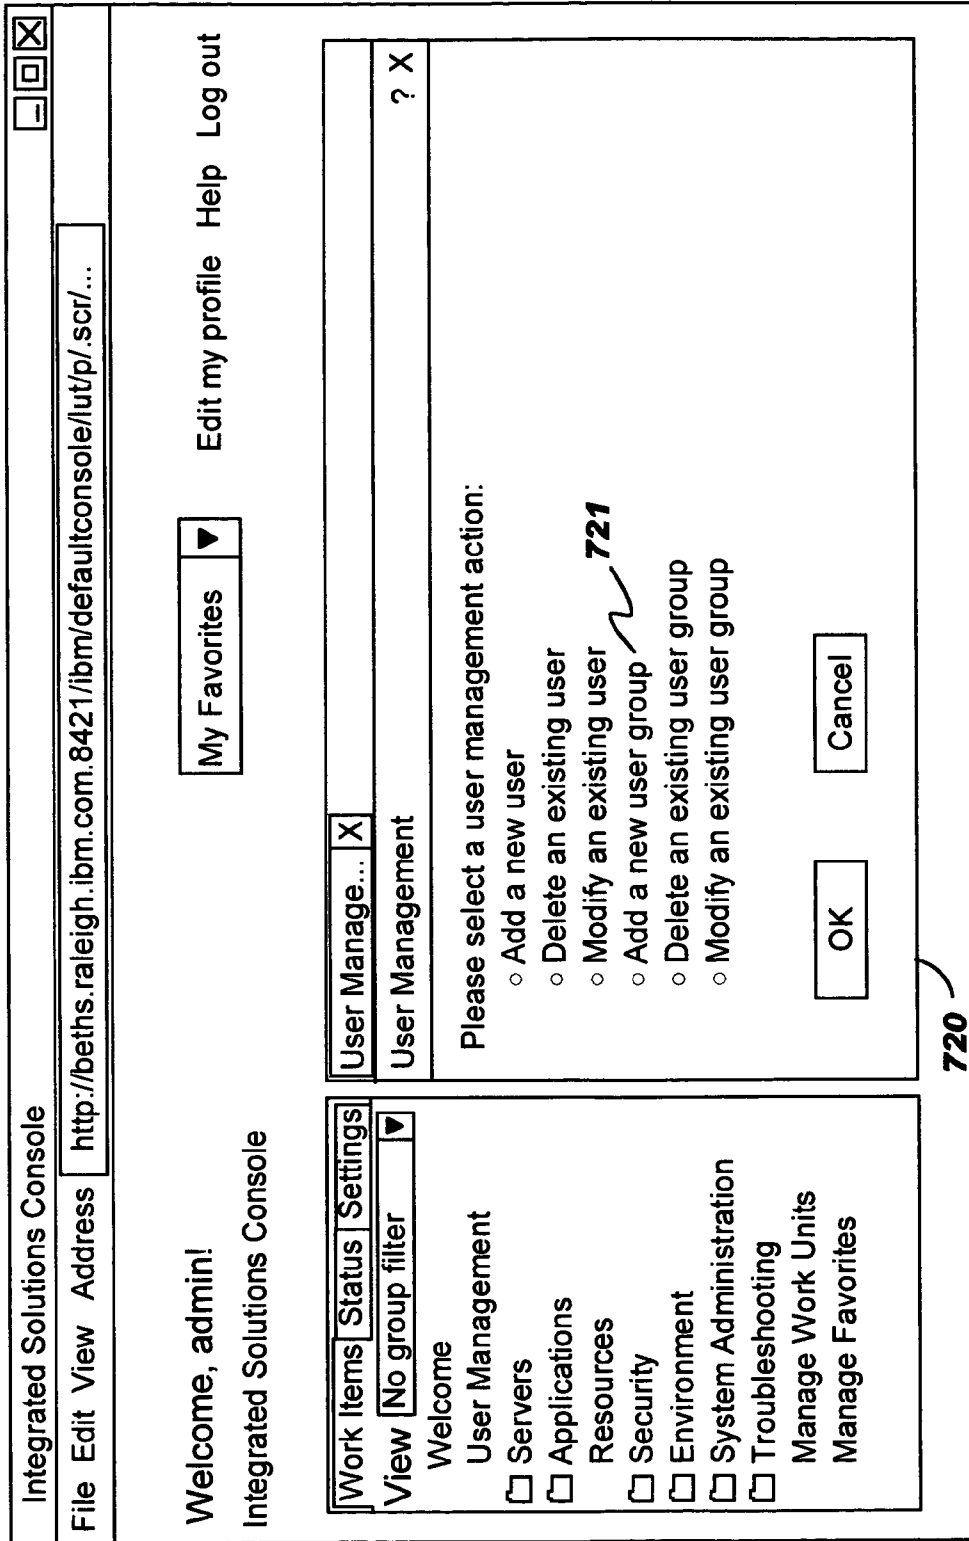 Integrated Solutions Console
File Edit View Address http://beths.raleigh.ibm.com.8421/ibm/defaultconsole/lut/p/.scr/...
Welcome, admin!
My Favorites
Edit my profile Help Log out
Integrated Solutions Console
Work Items Status Settings
View No group filter
Welcome
User Management
Servers
Applications
Resources
Security
Environment
System Administration
Troubleshooting
Manage Work Units
Manage Favorites
User Manage... X
User Management ? X
Please select a user management action:
Add a new user
Delete an existing user
Modify an existing user
Add a new user group 721
Delete an existing user group
Modify an existing user group
OK Cancel
720